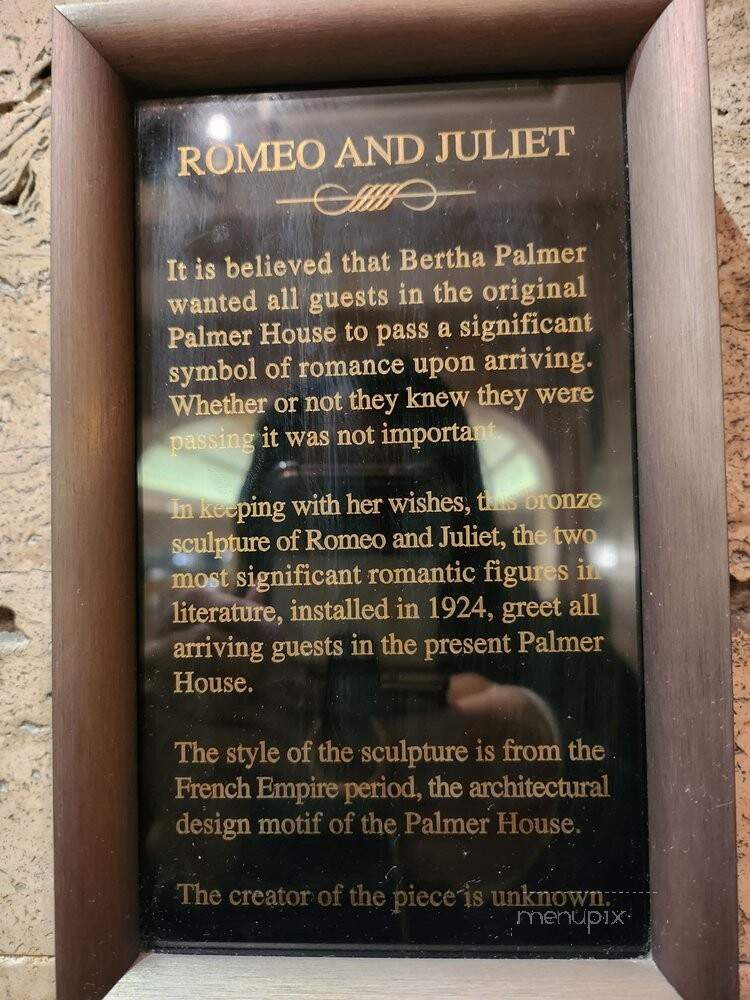 ROMEO AND JULIET
It is believed that Bertha Palmer
wanted all guests in the original
Palmer House to pass a significant
symbol of romance upon arriving.
Whether or not they knew they were
passing it was not important.
In keeping with her wishes, this bronze
sculpture of Romeo and Juliet, the two
most significant romantic figures in
literature, installed in 1924, greet all
arriving guests in the present Palmer
House.
The style of the sculpture is from the
French Empire period, the architectural
design motif of the Palmer House.
The creator of the piece is unknown.
menupix